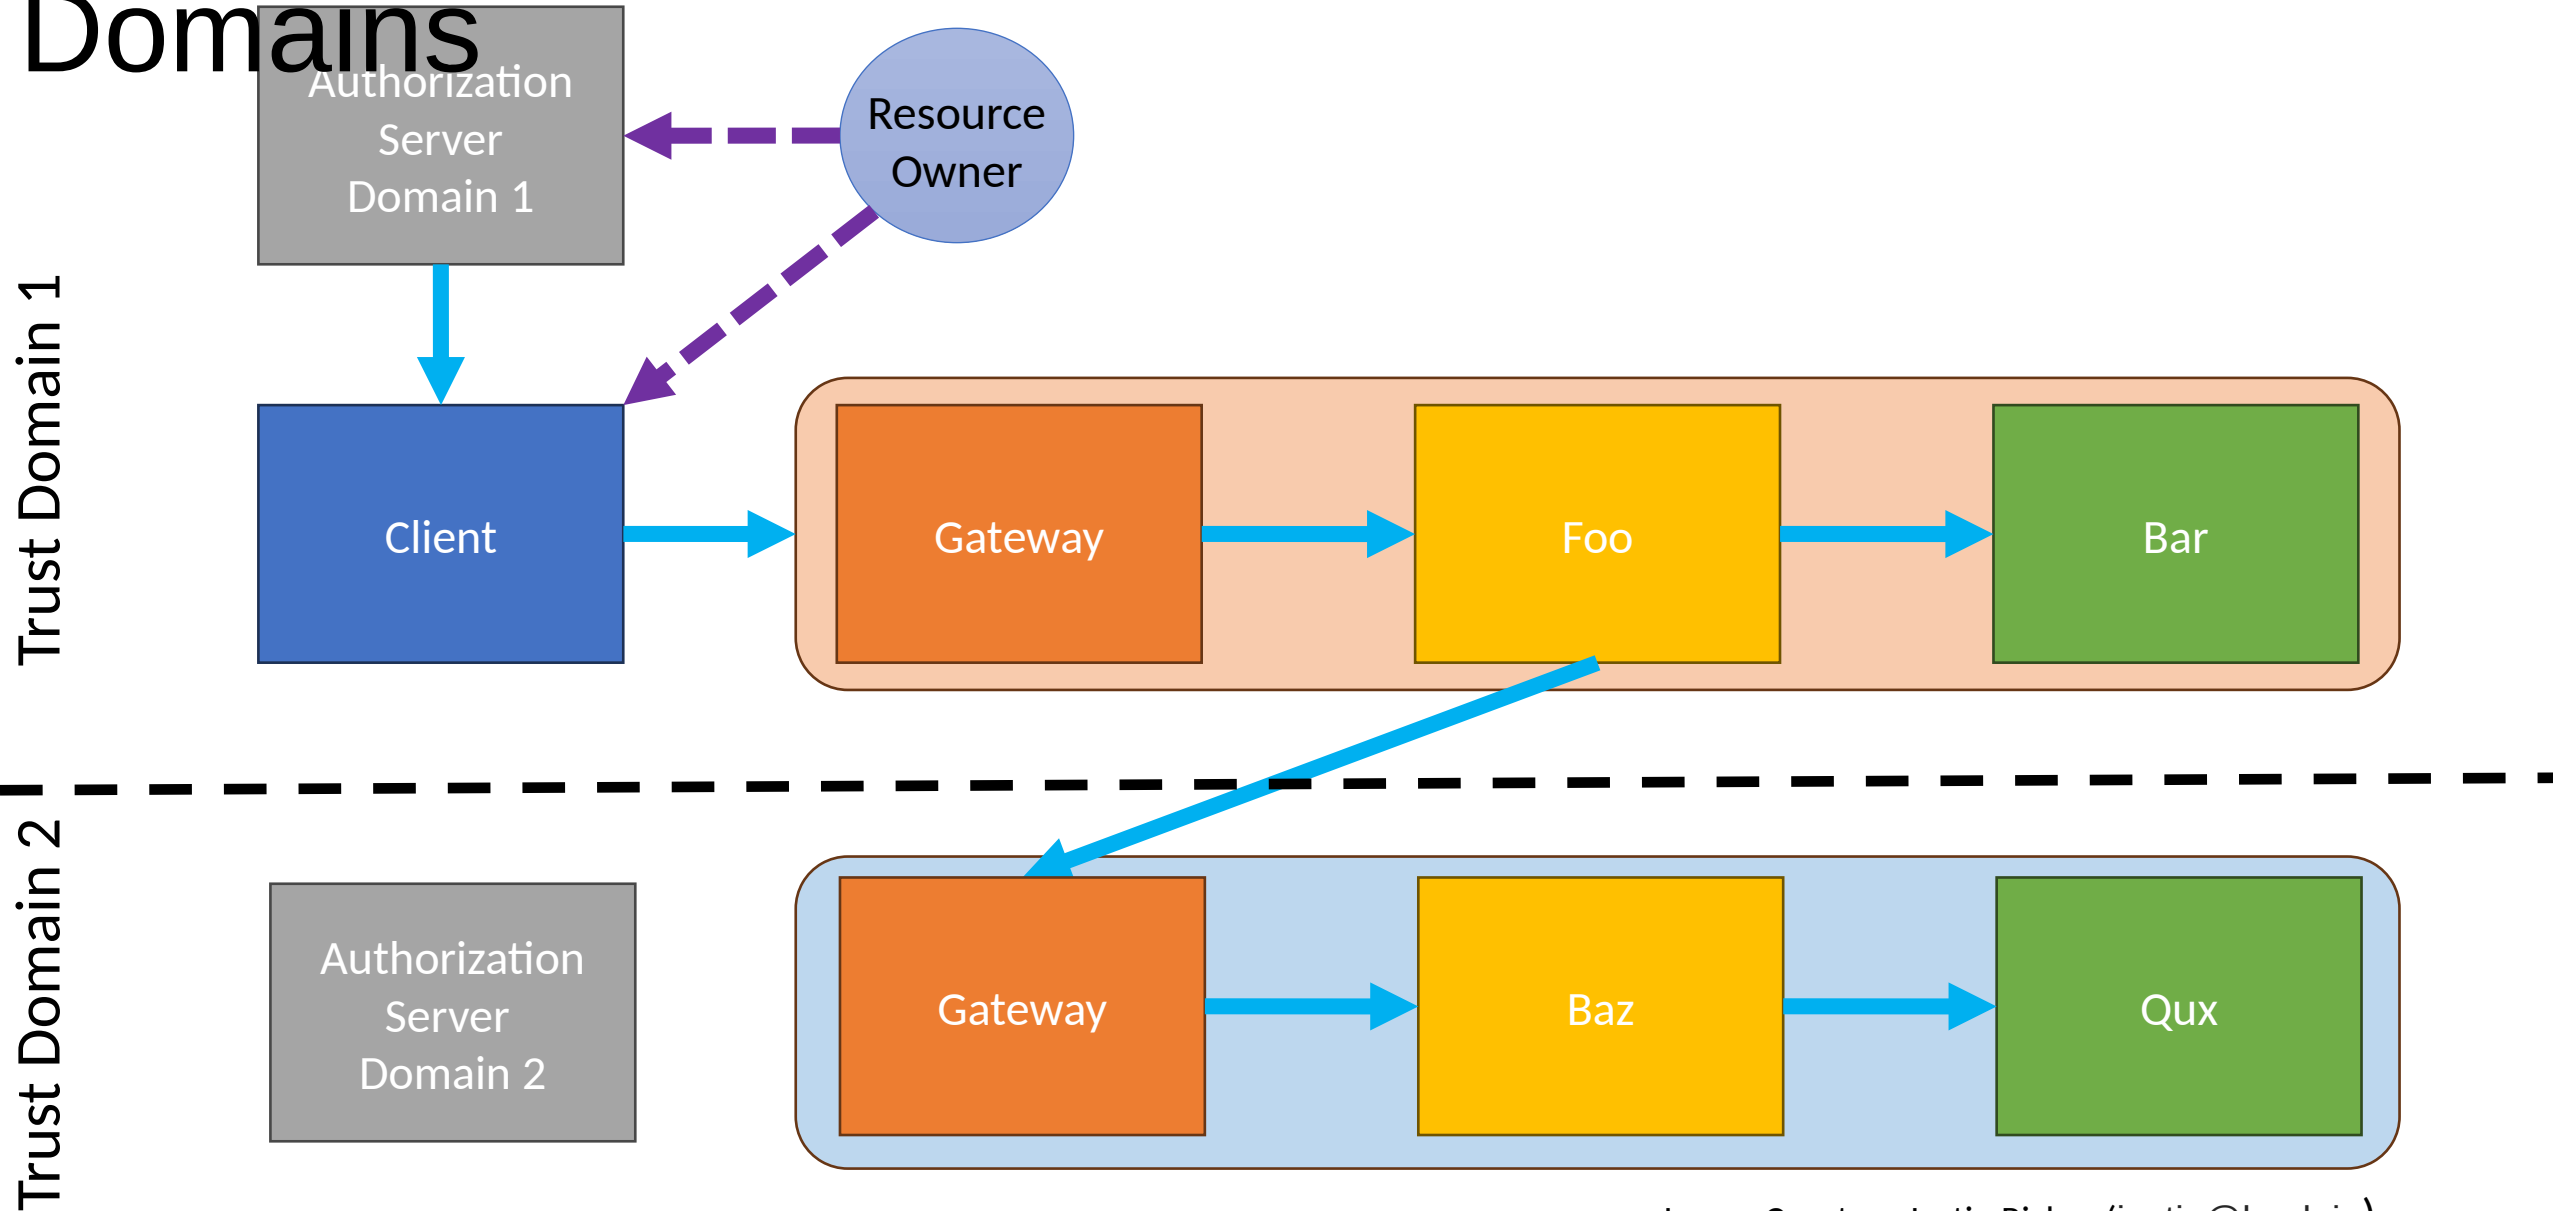 Domains
Authorization
Server
Domain 1
Resource
Owner
Trust Domain 1
Client
Gateway
Foo
Bar
Trust Domain 2
Authorization
Server
Domain 2
Gateway
Baz
Qux